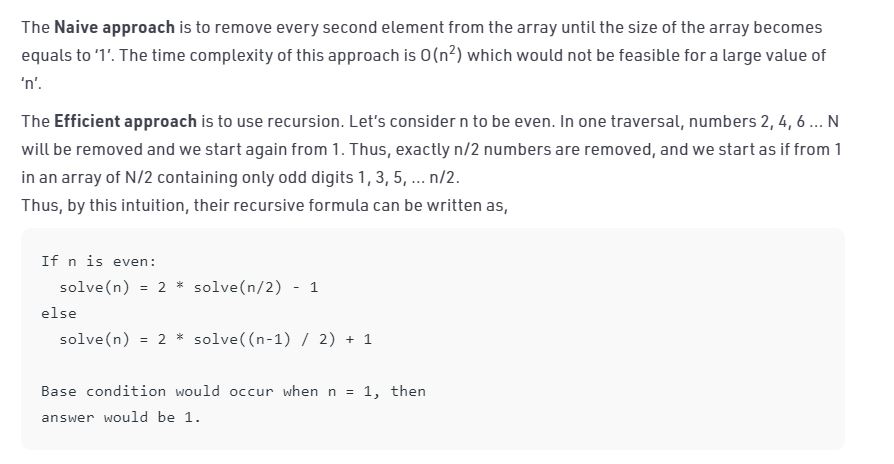 The Naive approach is to remove every second element from the array until the size of the array becomes
equals to ‘1’. The time complexity of this approach is O(n²) which would not be feasible for a large value of
‘n’.
The Efficient approach is to use recursion. Let’s consider n to be even. In one traversal, numbers 2, 4, 6 … N
will be removed and we start again from 1. Thus, exactly n/2 numbers are removed, and we start as if from 1
in an array of N/2 containing only odd digits 1, 3, 5, … n/2.
Thus, by this intuition, their recursive formula can be written as,
If n is even:
  solve(n) = 2 * solve(n/2) - 1
else
  solve(n) = 2 * solve((n-1) / 2) + 1
Base condition would occur when n = 1, then
answer would be 1.